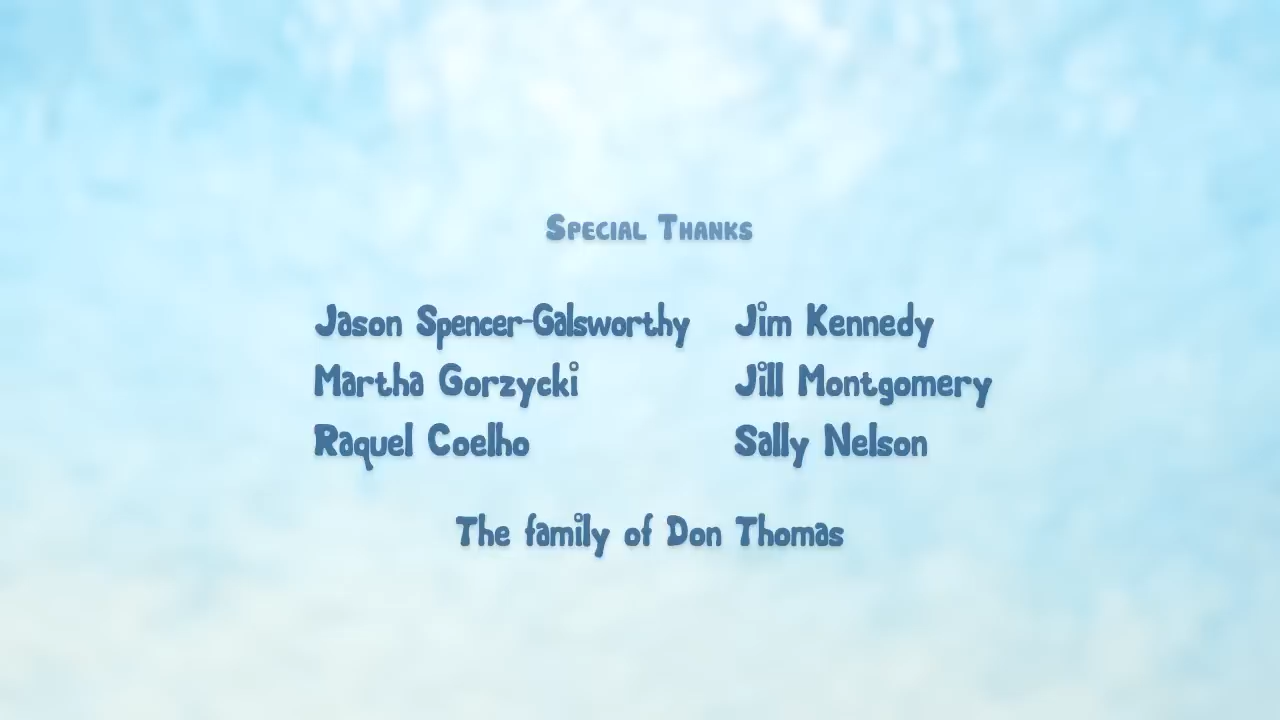 Special Thanks
Jason Spencer-Galsworthy
Jim Kennedy
Martha Gorzycki
Jill Montgomery
Raquel Coelho
Sally Nelson
The family of Don Thomas